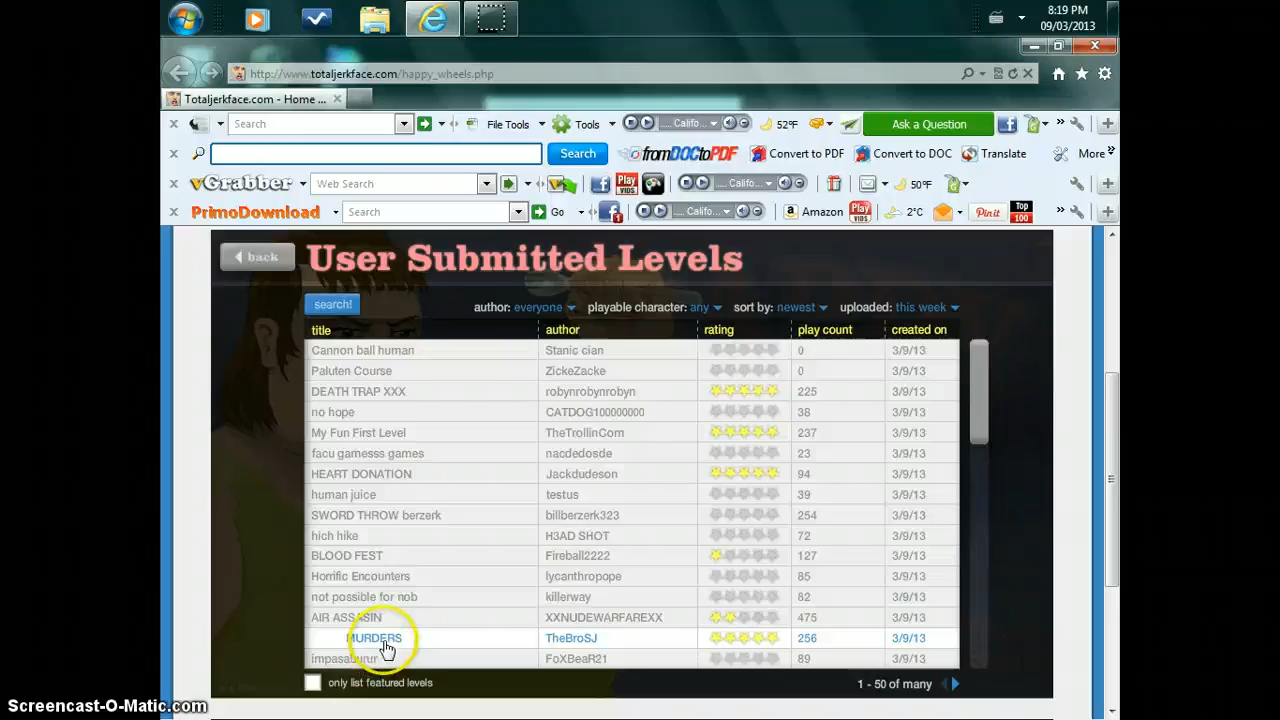 8:19 PM
09/03/2013
http://www.totaljerkface.com/happy_wheels.php
Totaljerkface.com - Home ...
Search
File Tools
Tools
.... Califo...
52°F
Ask a Question
Search
fromDOCtoPDF
Convert to PDF
Convert to DOC
Translate
More
vGrabber
Web Search
Play VIDS
.... Califo...
50°F
PrimoDownload
Search
Go
1
.... Califo...
Amazon
Play VIDS
2°C
Pin it
Top 100
back
User Submitted Levels
search!
author: everyone
playable character: any
sort by: newest
uploaded: this week
title author rating play count created on
Cannon ball human Stanic cian 0 3/9/13
Paluten Course ZickeZacke 0 3/9/13
DEATH TRAP XXX robynrobynrobyn 225 3/9/13
no hope CATDOG100000000 38 3/9/13
My Fun First Level TheTrollinCom 237 3/9/13
facu gamesss games nacdedosde 23 3/9/13
HEART DONATION Jackdudeson 94 3/9/13
human juice testus 39 3/9/13
SWORD THROW berzerk billberzerk323 254 3/9/13
hich hike H3AD SHOT 72 3/9/13
BLOOD FEST Fireball2222 127 3/9/13
Horrific Encounters lycanthropope 85 3/9/13
not possible for nob killerway 82 3/9/13
AIR ASSASIN XXNUDEWARFAREXX 475 3/9/13
MURDERS TheBroSJ 256 3/9/13
impasaburur FoXBeaR21 89 3/9/13
only list featured levels
1 - 50 of many
Screencast-O-Matic.com